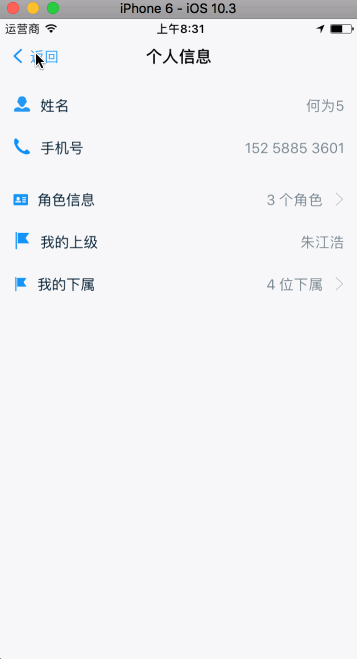 iPhone 6 - iOS 10.3
运营商 上午8:31
返回 个人信息
姓名 何为5
手机号 152 5885 3601
角色信息 3 个角色
我的上级 朱江浩
我的下属 4 位下属